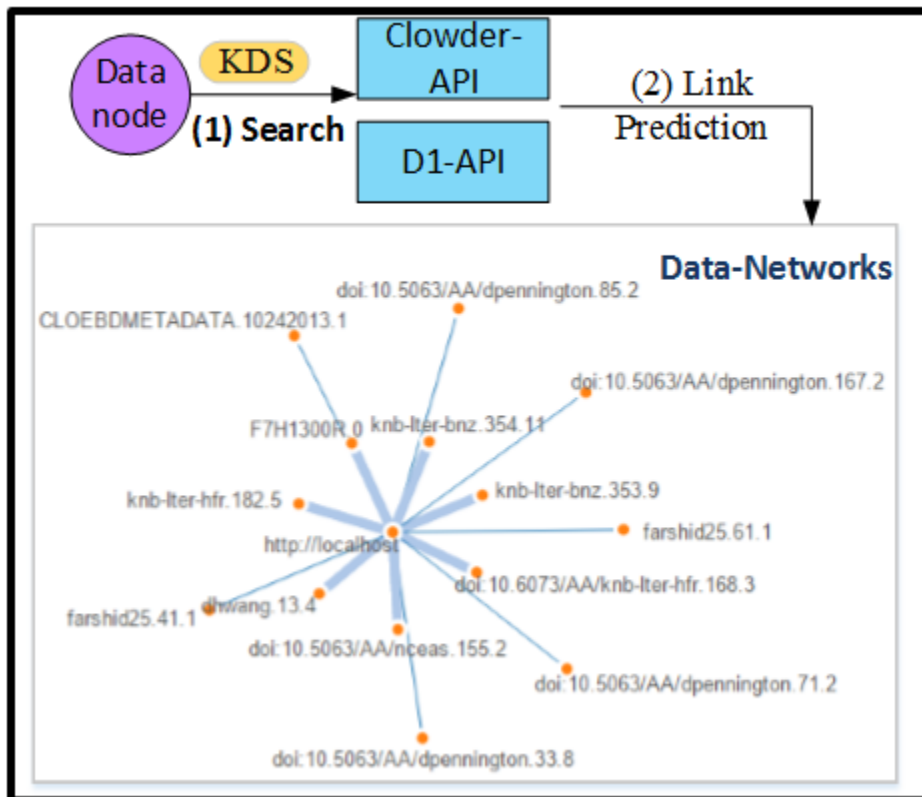 Data
node
KDS
(1) Search
Clowder-
API
D1-API
(2) Link
Prediction
Data-Networks
doi:10.5063/AA/dpennington.85.2
CLOEBDMETADATA.10242013.1
doi:10.5063/AA/dpennington.167.2
F7H1300R.0
knb-lter-bnz.354.11
knb-lter-hfr.182.5
knb-lter-bnz.353.9
http://localhost
farshid25.61.1
doi:10.6073/AA/knb-lter-hfr.168.3
dhwang.13.4
farshid25.41.1
doi:10.5063/AA/nceas.155.2
doi:10.5063/AA/dpennington.71.2
doi:10.5063/AA/dpennington.33.8